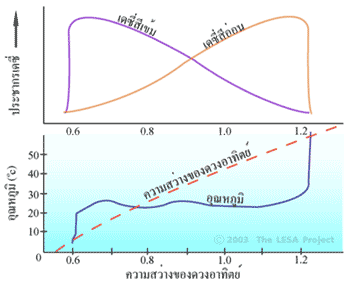 ประชากรเดซี่
เดซี่สีเข้ม
เดซี่สีอ่อน
0.6 0.8 1.0 1.2
อุณหภูมิ (°c)
50
40
30
20
10
0
ความสว่างของดวงอาทิตย์
อุณหภูมิ
© 2003 The LESA Project
0.6 0.8 1.0 1.2
ความสว่างของดวงอาทิตย์